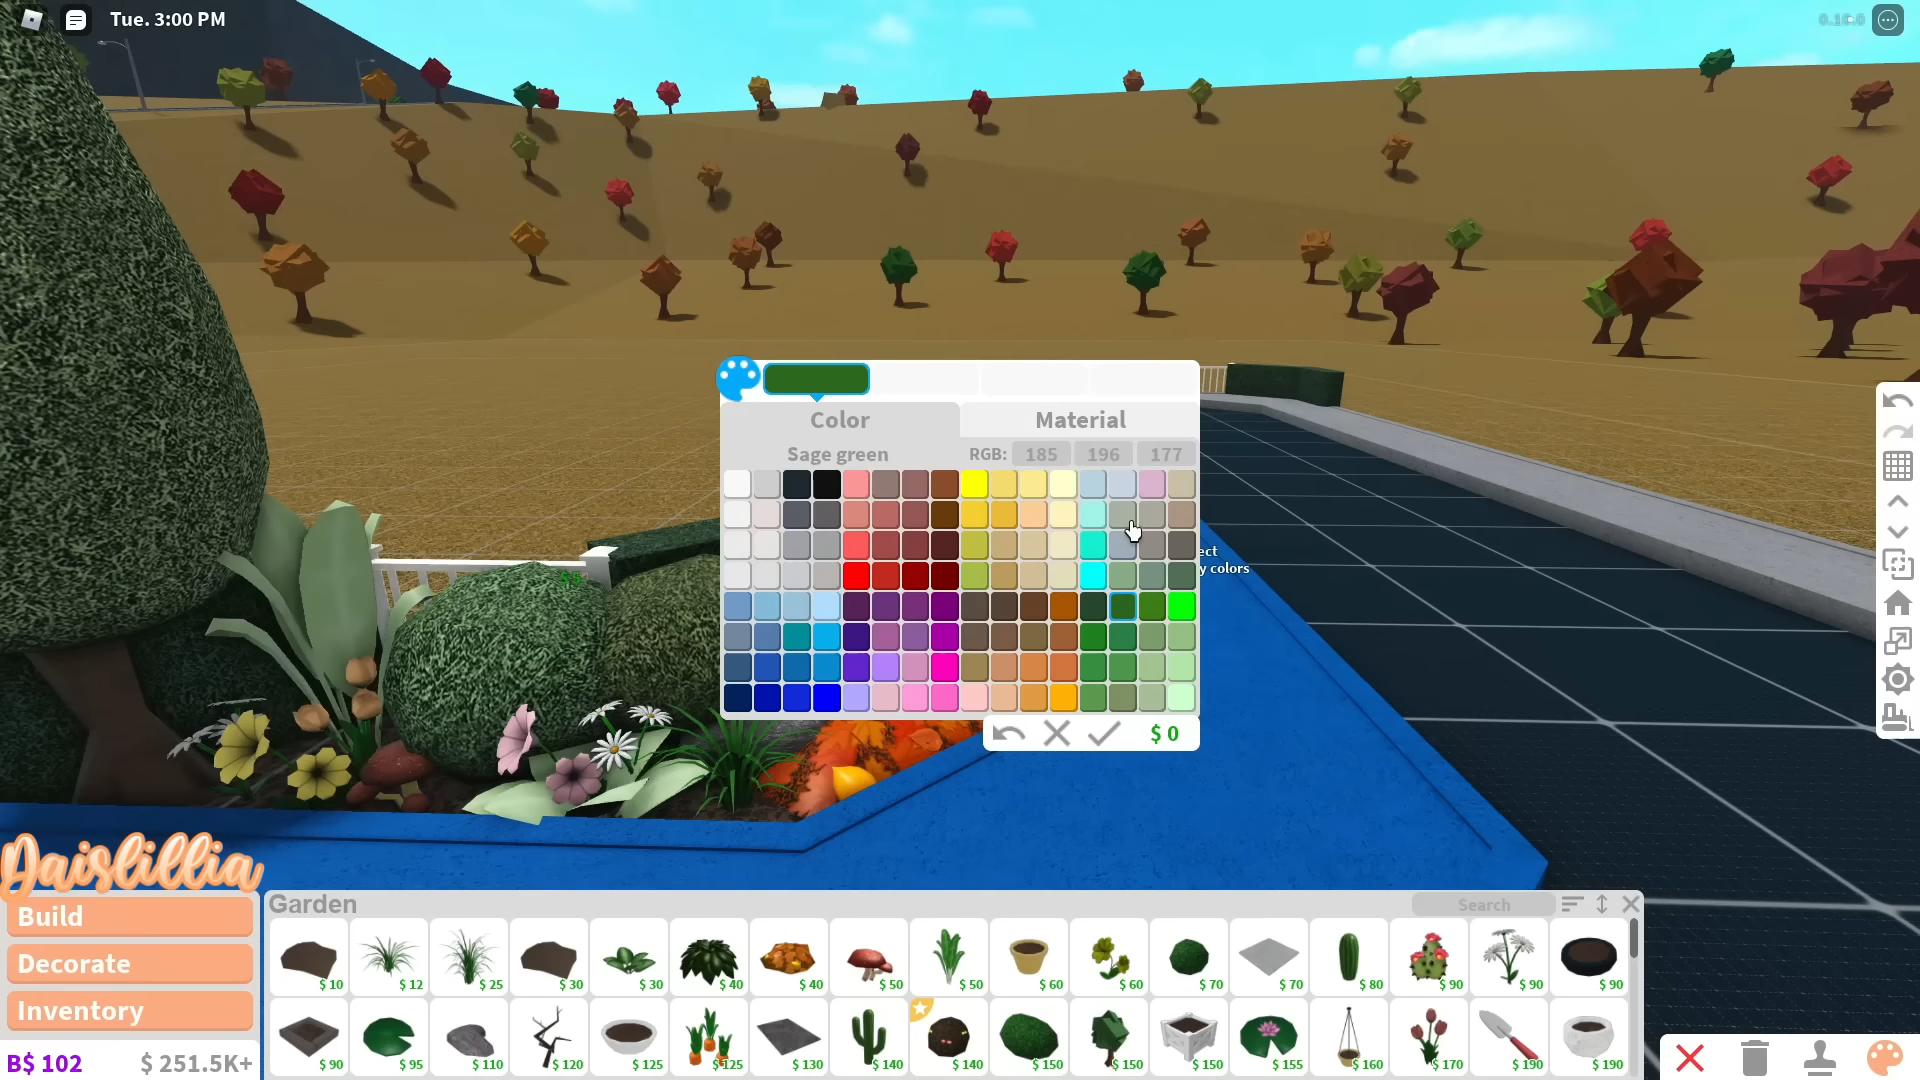 Tue. 3:00 PM
Color
Material
Sage green
RGB: 185 196 177
ect
y colors
$ 5
$ 0
Daislillia
Build
Decorate
Inventory
B$ 102
$ 251.5K+
Garden
Search
$ 10
$ 12
$ 25
$ 30
$ 30
$ 40
$ 40
$ 50
$ 50
$ 60
$ 60
$ 70
$ 70
$ 80
$ 90
$ 90
$ 90
$ 90
$ 95
$ 110
$ 120
$ 125
$ 125
$ 130
$ 140
$ 140
$ 150
$ 150
$ 150
$ 155
$ 160
$ 170
$ 190
$ 190